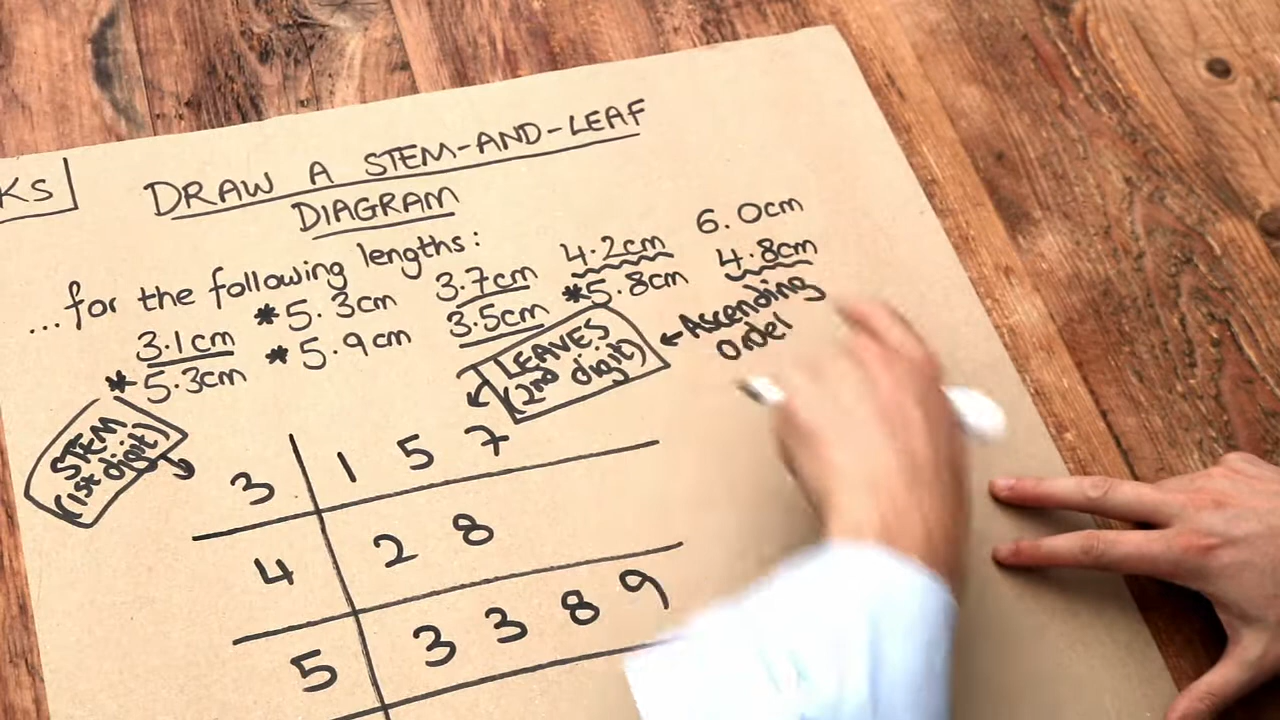 KS
DRAW A STEM-AND-LEAF
DIAGRAM
...for the following lengths:
3.1cm *5.3cm 3.7cm 4.2cm 6.0cm
*5.3cm *5.9cm 3.5cm *5.8cm 4.8cm
STEM
(1st digit)
LEAVES
(2nd digit)
←Ascending
order
3 | 1 5 7
4 | 2 8
5 | 3 3 8 9